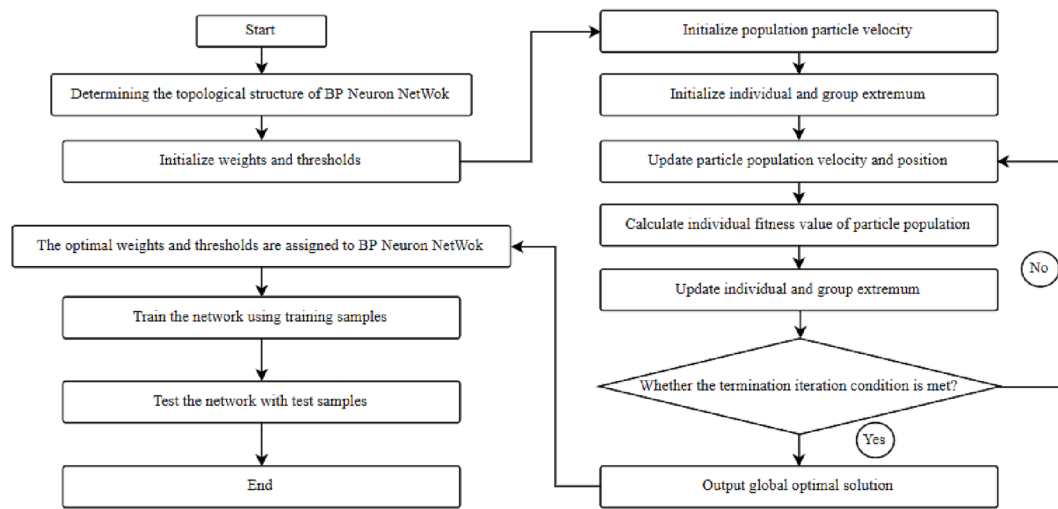 Start
Determining the topological structure of BP Neuron NetWok
Initialize weights and thresholds
Initialize population particle velocity
Initialize individual and group extremum
Update particle population velocity and position
Calculate individual fitness value of particle population
Update individual and group extremum
Whether the termination iteration condition is met?
No
Yes
Output global optimal solution
The optimal weights and thresholds are assigned to BP Neuron NetWok
Train the network using training samples
Test the network with test samples
End